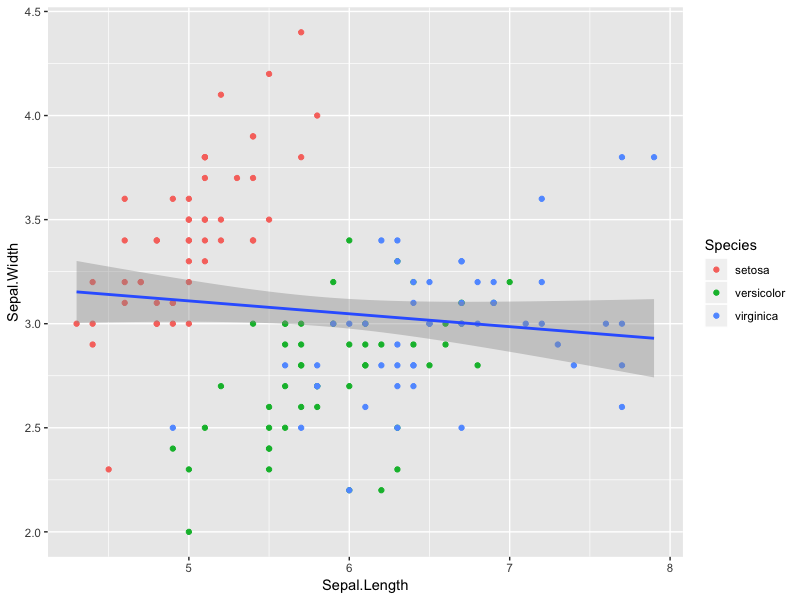 4.5
4.0
3.5
3.0
2.5
2.0
Sepal.Width
5 6 7 8
Sepal.Length
Species
setosa
versicolor
virginica